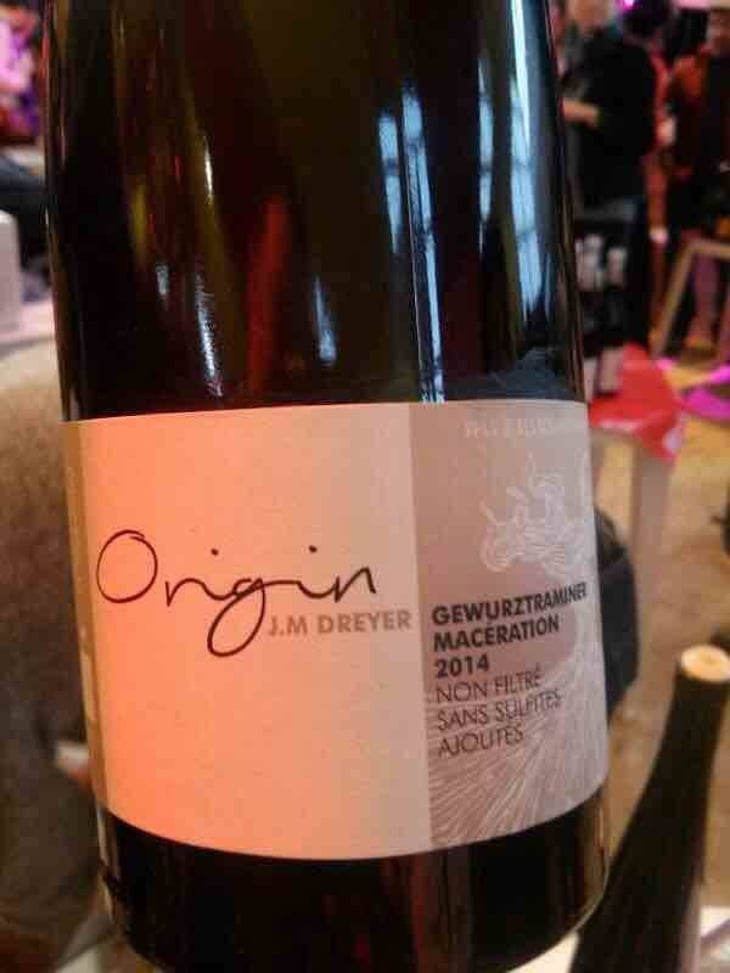 Origin
J.M DREYER
GEWURZTRAMINER
MACÉRATION
2014
NON FILTRÉ
SANS SULFITES
AJOUTÉS